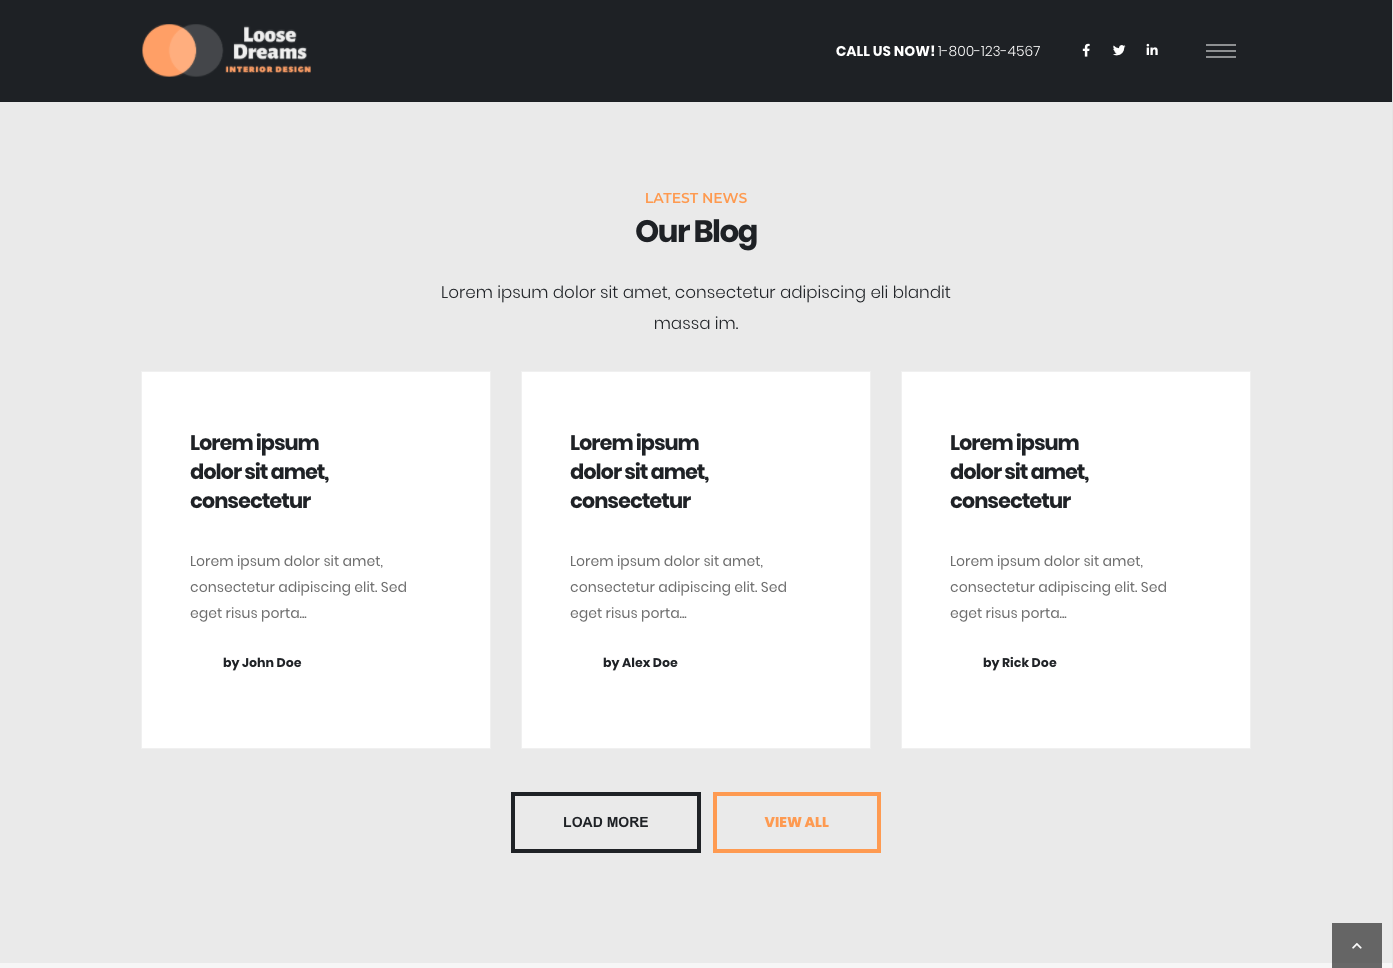 Loose
Dreams
INTERIOR DESIGN
CALL US NOW! 1-800-123-4567
LATEST NEWS
Our Blog
Lorem ipsum dolor sit amet, consectetur adipiscing eli blandit
massa im.
Lorem ipsum
dolor sit amet,
consectetur
Lorem ipsum dolor sit amet,
consectetur adipiscing elit. Sed
eget risus porta...
by John Doe
Lorem ipsum
dolor sit amet,
consectetur
Lorem ipsum dolor sit amet,
consectetur adipiscing elit. Sed
eget risus porta...
by Alex Doe
Lorem ipsum
dolor sit amet,
consectetur
Lorem ipsum dolor sit amet,
consectetur adipiscing elit. Sed
eget risus porta...
by Rick Doe
LOAD MORE
VIEW ALL